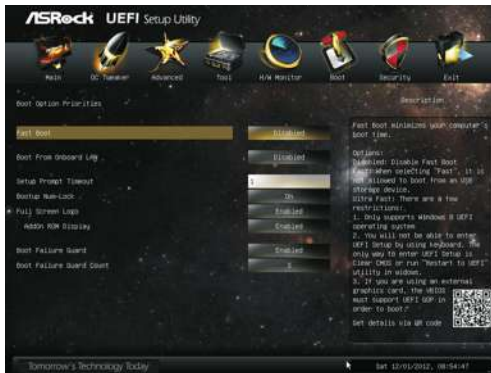 ASRock UEFI Setup Utility
Main OC Tweaker Advanced Tool H/W Monitor Boot Security Exit
Boot Option Priorities
Description
Fast Boot Disabled
Boot From Onboard LAN Disabled
Setup Prompt Timeout 1
Bootup Num-Lock On
Full Screen Logo Enabled
AddOn ROM Display Enabled
Boot Failure Guard Enabled
Boot Failure Guard Count 3
Fast Boot minimizes your computer's
boot time.
Options:
Disabled: Disable Fast Boot
Fast: When selecting "Fast", it is
not allowed to boot from an USB
storage device.
Ultra Fast: There are a few
restrictions:.
1. Only supports Windows 8 UEFI
operating system
2. You will not be able to enter
UEFI Setup by using keyboard. The
only way to enter UEFI Setup is
Clear CMOS or run "Restart to UEFI"
utility in widows.
3. If you are using an external
graphics card, the VBIOS
must support UEFI GOP in
order to boot."
Get details via QR code
Tomorrow's Technology Today
Sat 12/01/2012, 08:54:47